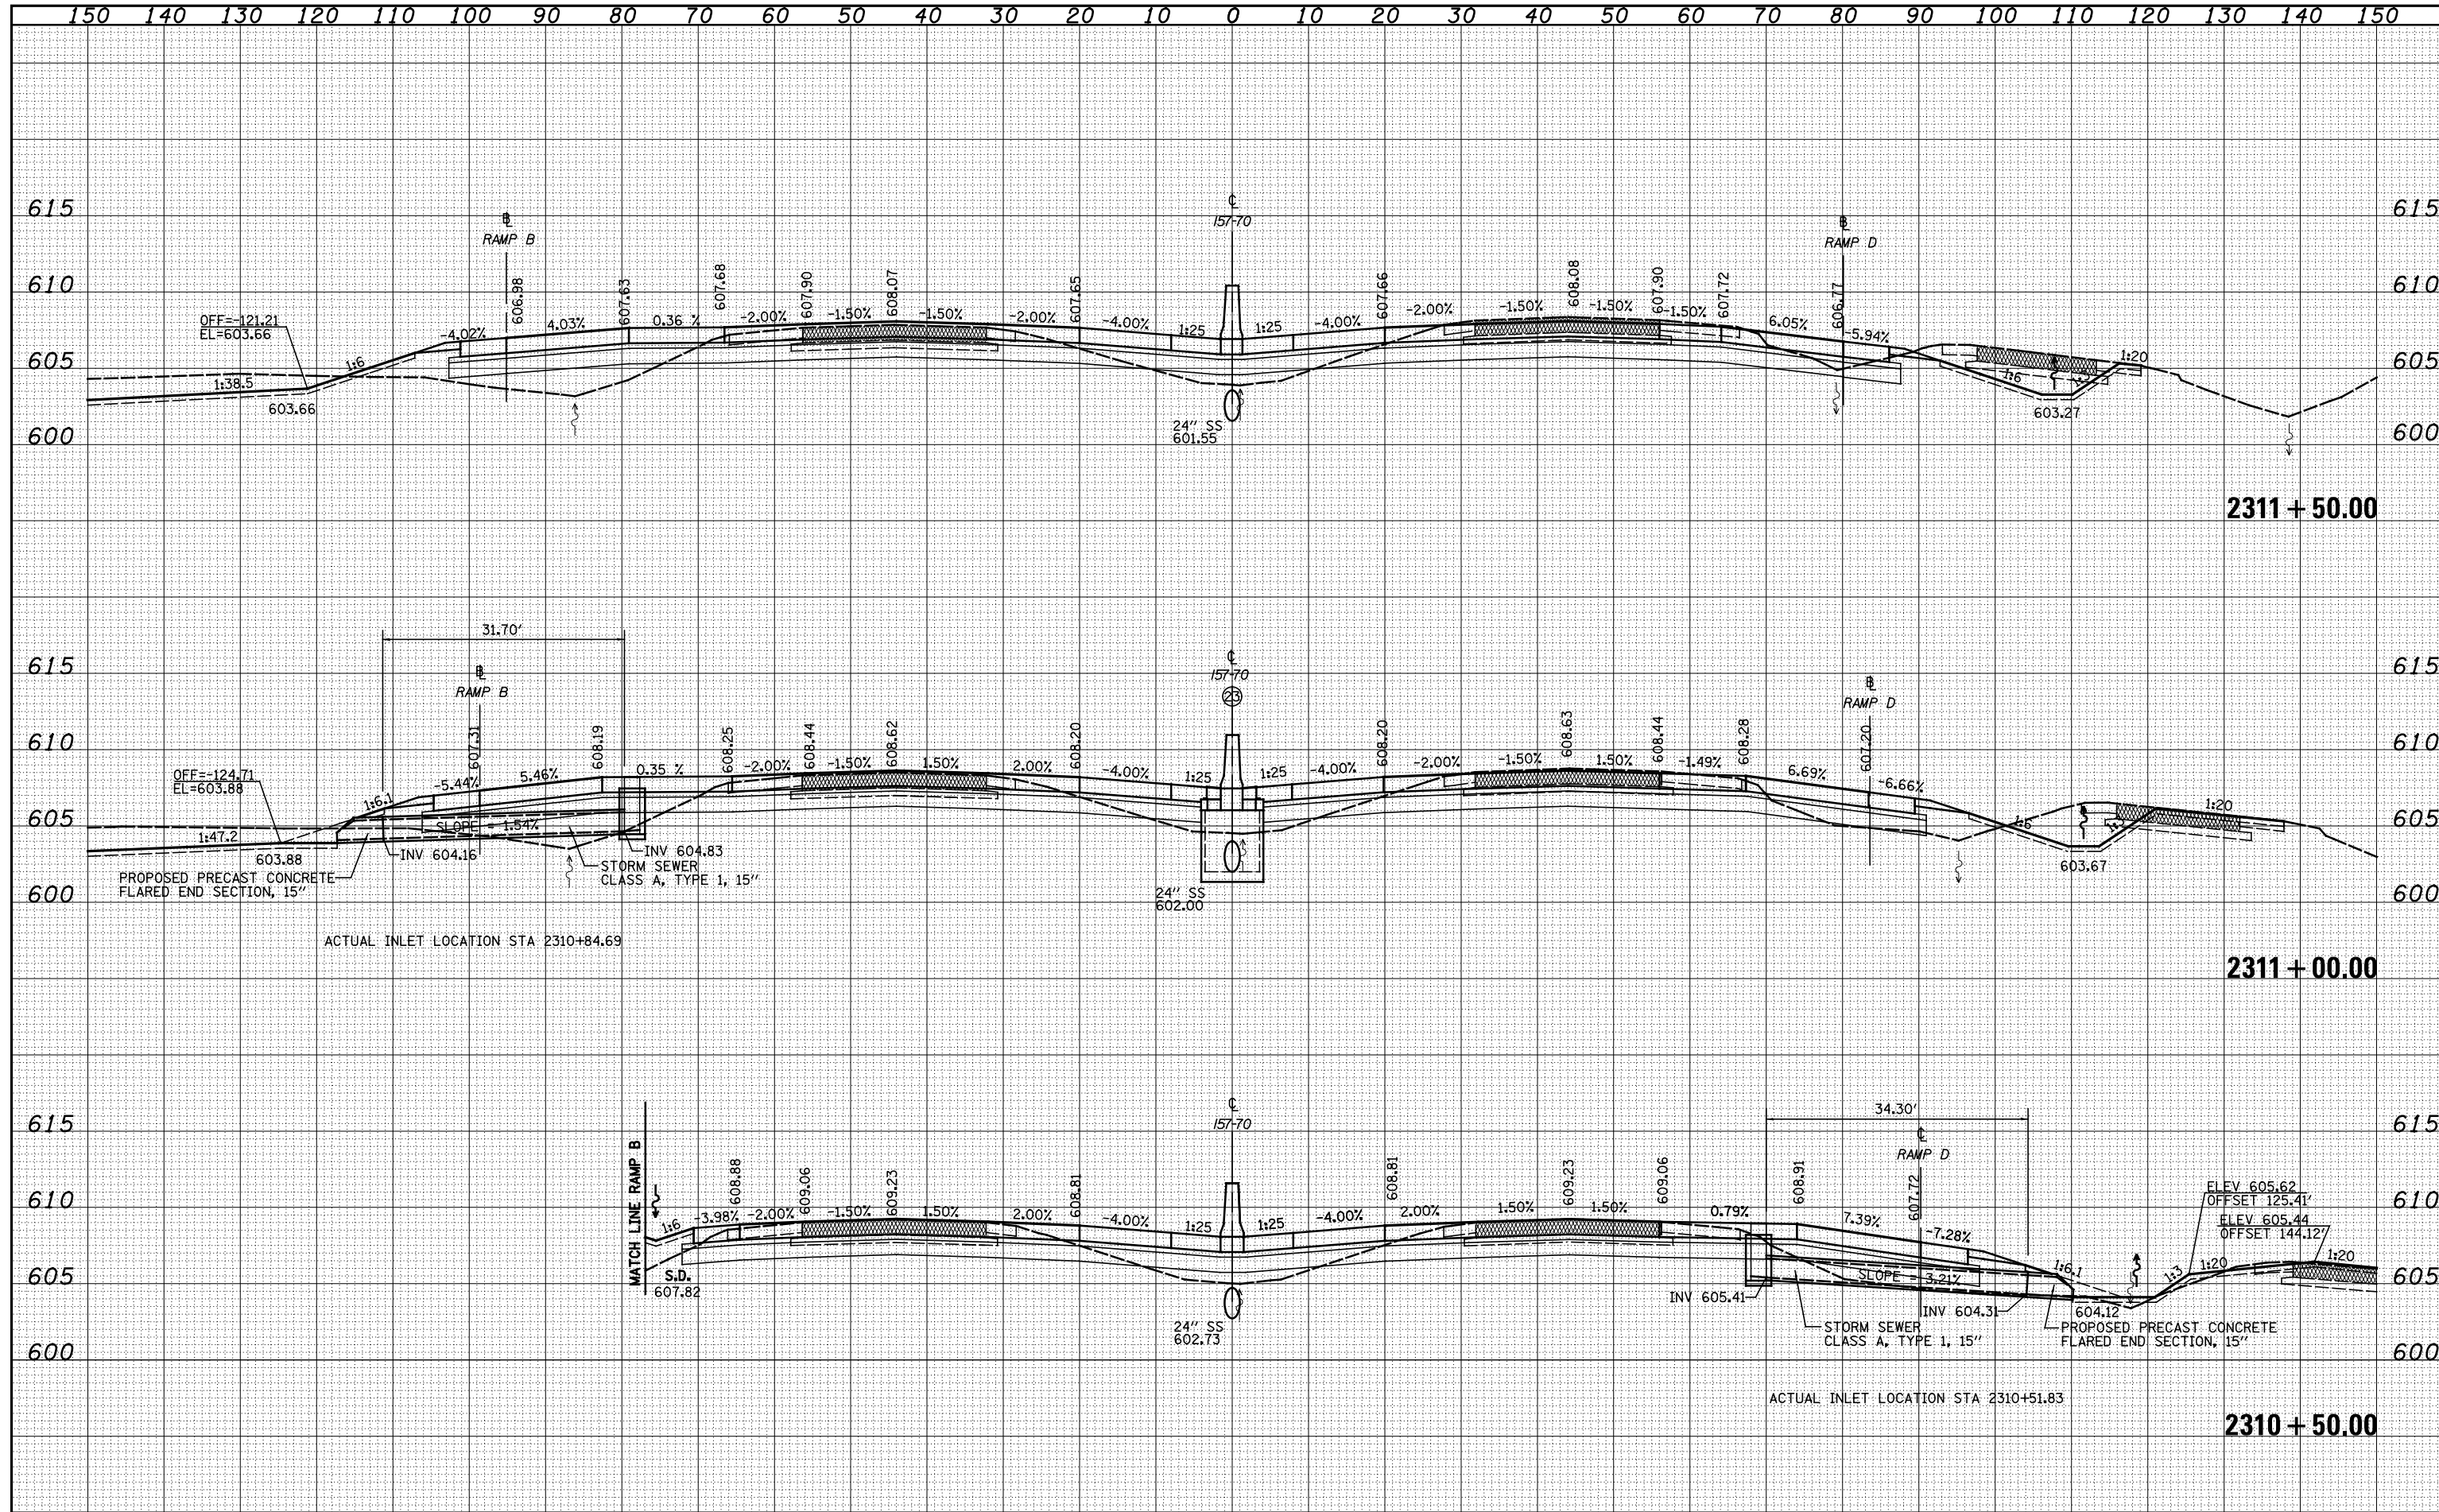 150 140 130 120 110 100 90 80 70 60 50 40 30 20 10 0 10 20 30 40 50 60 70 80 90 100 110 120 130 140 150
615 615
610
605 605
600 600
℄
157-70
B
RAMP B
B
RAMP D
606.98
607.63
607.68
607.90
608.07
607.65
607.66
608.08
607.90
607.72
606.77
OFF=-121.21
EL=603.66
1:38.5
1:6
-4.02%
4.03%
0.36 %
-2.00%
-1.50%
-1.50%
-2.00%
-4.00%
1:25
1:25
-4.00%
-2.00%
-1.50%
-1.50%
-1.50%
6.05%
-5.94%
1:6
1:20
603.66
603.27
24" SS
601.55
2311 + 50.00
31.70'
615 615
610 610
605 605
600 600
B
RAMP B
℄
157-70
23
B
RAMP D
607.31
608.19
608.25
608.44
608.62
608.20
608.20
608.63
608.44
608.28
607.20
OFF=-124.71
EL=603.88
1:47.2
1:6.1
-5.44%
5.46%
0.35 %
-2.00%
-1.50%
1.50%
2.00%
-4.00%
1:25
1:25
-4.00%
-2.00%
-1.50%
1.50%
-1.49%
6.69%
-6.66%
1:6
1:3
1:20
SLOPE = 1.54%
603.88
INV 604.16
INV 604.83
STORM SEWER
CLASS A, TYPE 1, 15"
PROPOSED PRECAST CONCRETE
FLARED END SECTION, 15"
603.67
24" SS
602.00
ACTUAL INLET LOCATION STA 2310+84.69
2311 + 00.00
615 615
610 610
605 605
600 600
MATCH LINE RAMP B
℄
157-70
34.30'
℄
RAMP D
608.88
609.06
609.23
608.81
608.81
609.23
609.06
608.91
607.72
1:6
-3.98%
-2.00%
-1.50%
1.50%
2.00%
-4.00%
1:25
1:25
-4.00%
2.00%
1.50%
1.50%
0.79%
7.39%
-7.28%
1:6.1
1:3
1:20
1:20
ELEV 605.62
OFFSET 125.41'
ELEV 605.44
OFFSET 144.12'
S.D.
607.82
SLOPE = 3.21%
INV 605.41
INV 604.31
604.12
STORM SEWER
CLASS A, TYPE 1, 15"
PROPOSED PRECAST CONCRETE
FLARED END SECTION, 15"
24" SS
602.73
ACTUAL INLET LOCATION STA 2310+51.83
2310 + 50.00